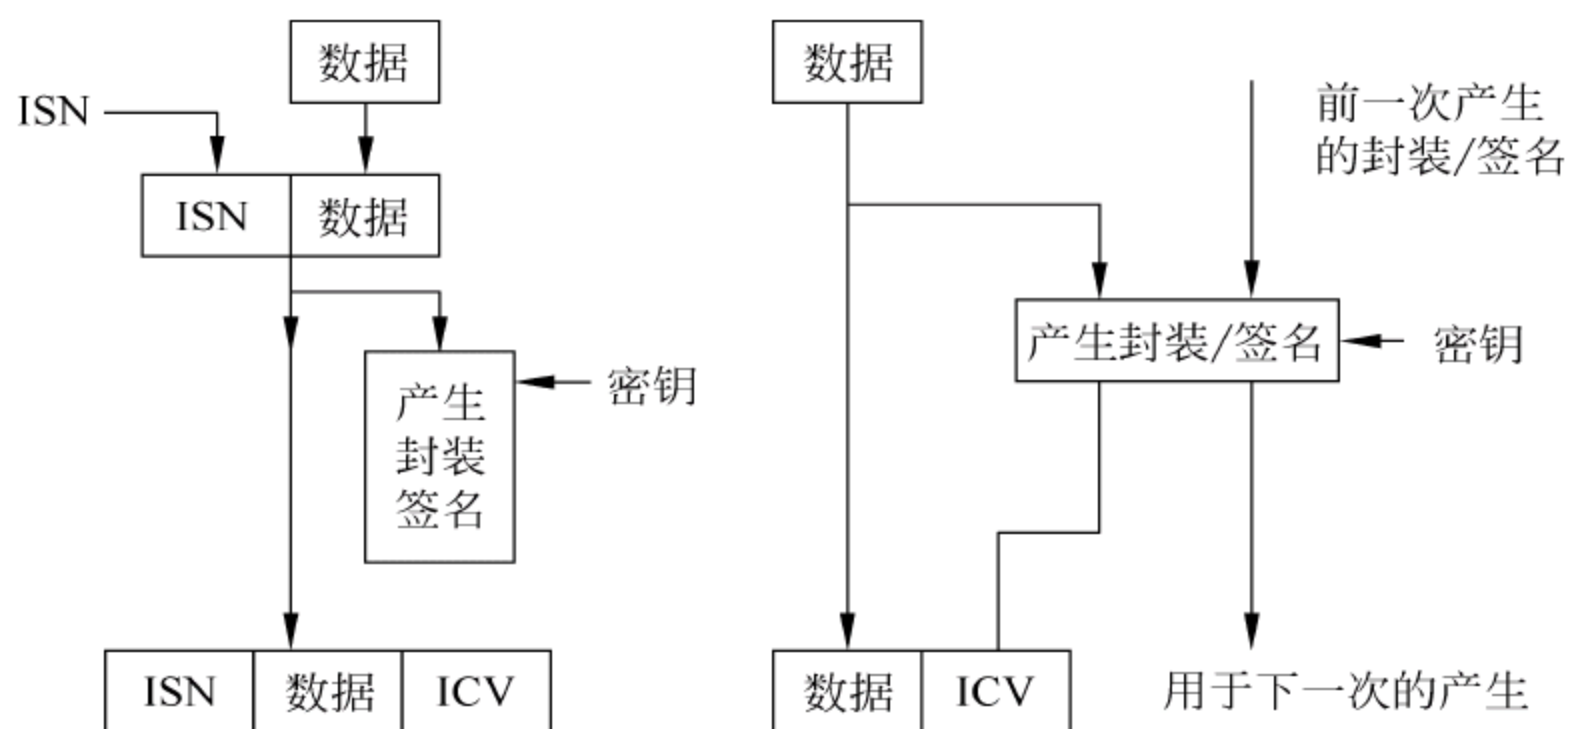 数据
ISN
ISN
数据
产生
封装
签名
密钥
ISN
数据
ICV
数据
前一次产生
的封装/签名
产生封装/签名
密钥
数据
ICV
用于下一次的产生